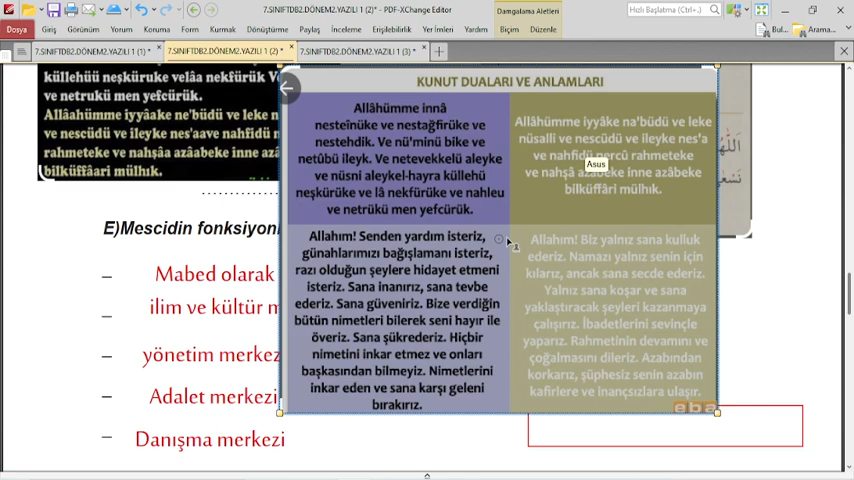 7.SINIFTDB2.DÖNEM2.YAZILI 1 (2)* - PDF-XChange Editor
Damgalama Aletleri
Hızlı Başlatma (Ctrl+.)
Dosya
Giriş
Görünüm
Yorum
Koru
Form
Kurumak
Dönüştürme
Paylaş
İnceleme
Erişilebilirlik
Yer İmleri
Yardım
Biçim
Düzenle
Bul...
Arama...
7.SINIFTDB2.DÖNEM2.YAZILI 1 (1) *
7.SINIFTDB2.DÖNEM2.YAZILI 1 (2) *
7.SINIFTDB2.DÖNEM2.YAZILI 1 (3) *
küllehüü neşküruke velâa nekfürüke
ve netruküü men yefcürük.
Allâahümme iyyâake ne'büdü ve leke n
ve nescüdü ve ileyke nes'aave nahfidü n
rahmeteke ve nahşâa azâabeke inne azâ
bilküffâari mülhık.
E)Mescidin fonksiyon
– Mabed olarak
– ilim ve kültür m
– yönetim merkez
– Adalet merkezi
– Danışma merkezi
KUNUT DUALARI VE ANLAMLARI
Allâhümme innâ
nesteînüke ve nestağfirüke ve
nestehdik. Ve nü'minü bike ve
netûbü ileyk. Ve netevekkelü aleyke
ve nüsni aleykel-hayra küllehü
neşkürüke ve lâ nekfürüke ve nahleu
ve netrükü men yefcürük.
Allâhümme iyyâke na'büdü ve leke
nüsalli ve nescüdü ve ileyke nes'a
ve nahfidü nercû rahmeteke
ve nahşâ azâbeke inne azâbeke
bilküffâri mülhık.
Asus
Allahım! Senden yardım isteriz,
günahlarımızı bağışlamanı isteriz,
razı olduğun şeylere hidayet etmeni
isteriz. Sana inanırız, sana tevbe
ederiz. Sana güveniriz. Bize verdiğin
bütün nimetleri bilerek seni hayır ile
överiz. Sana şükrederiz. Hiçbir
nimetini inkar etmez ve onları
başkasından bilmeyiz. Nimetlerini
inkar eden ve sana karşı geleni
bırakırız.
Allahım! Biz yalnız sana kulluk
ederiz. Namazı yalnız senin için
kılarız, ancak sana secde ederiz.
Yalnız sana koşar ve sana
yaklaştıracak şeyleri kazanmaya
çalışırız. İbadetlerini sevinçle
yaparız. Rahmetinin devamını ve
çoğalmasını dileriz. Azabından
korkarız, şüphesiz senin azabın
kafirlere ve inançsızlara ulaşır.
eba